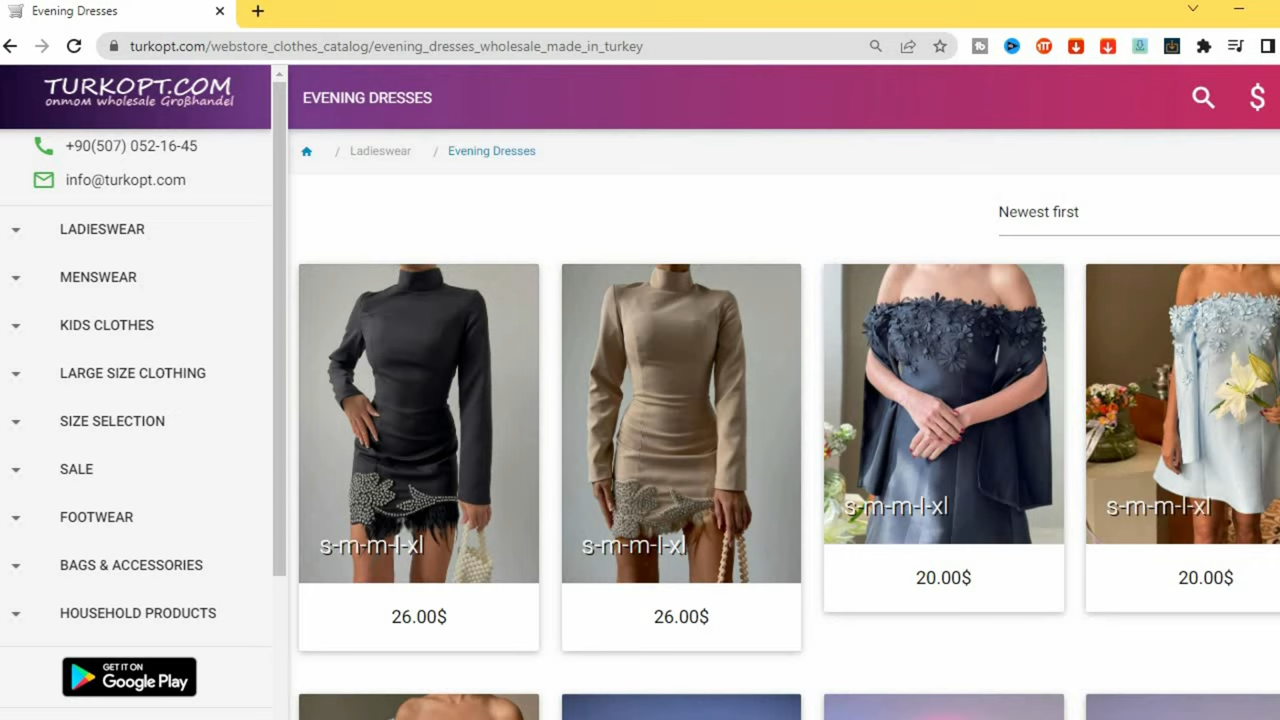 Evening Dresses
turkopt.com/webstore_clothes_catalog/evening_dresses_wholesale_made_in_turkey
TURKOPT.COM
оптом wholesale Großhandel
EVENING DRESSES
$
+90(507) 052-16-45
info@turkopt.com
/ Ladieswear / Evening Dresses
Newest first
LADIESWEAR
MENSWEAR
KIDS CLOTHES
LARGE SIZE CLOTHING
SIZE SELECTION
SALE
FOOTWEAR
BAGS & ACCESSORIES
HOUSEHOLD PRODUCTS
GET IT ON
Google Play
s-m-m-l-xl
26.00$
s-m-m-l-xl
26.00$
s-m-m-l-xl
20.00$
s-m-m-l-xl
20.00$